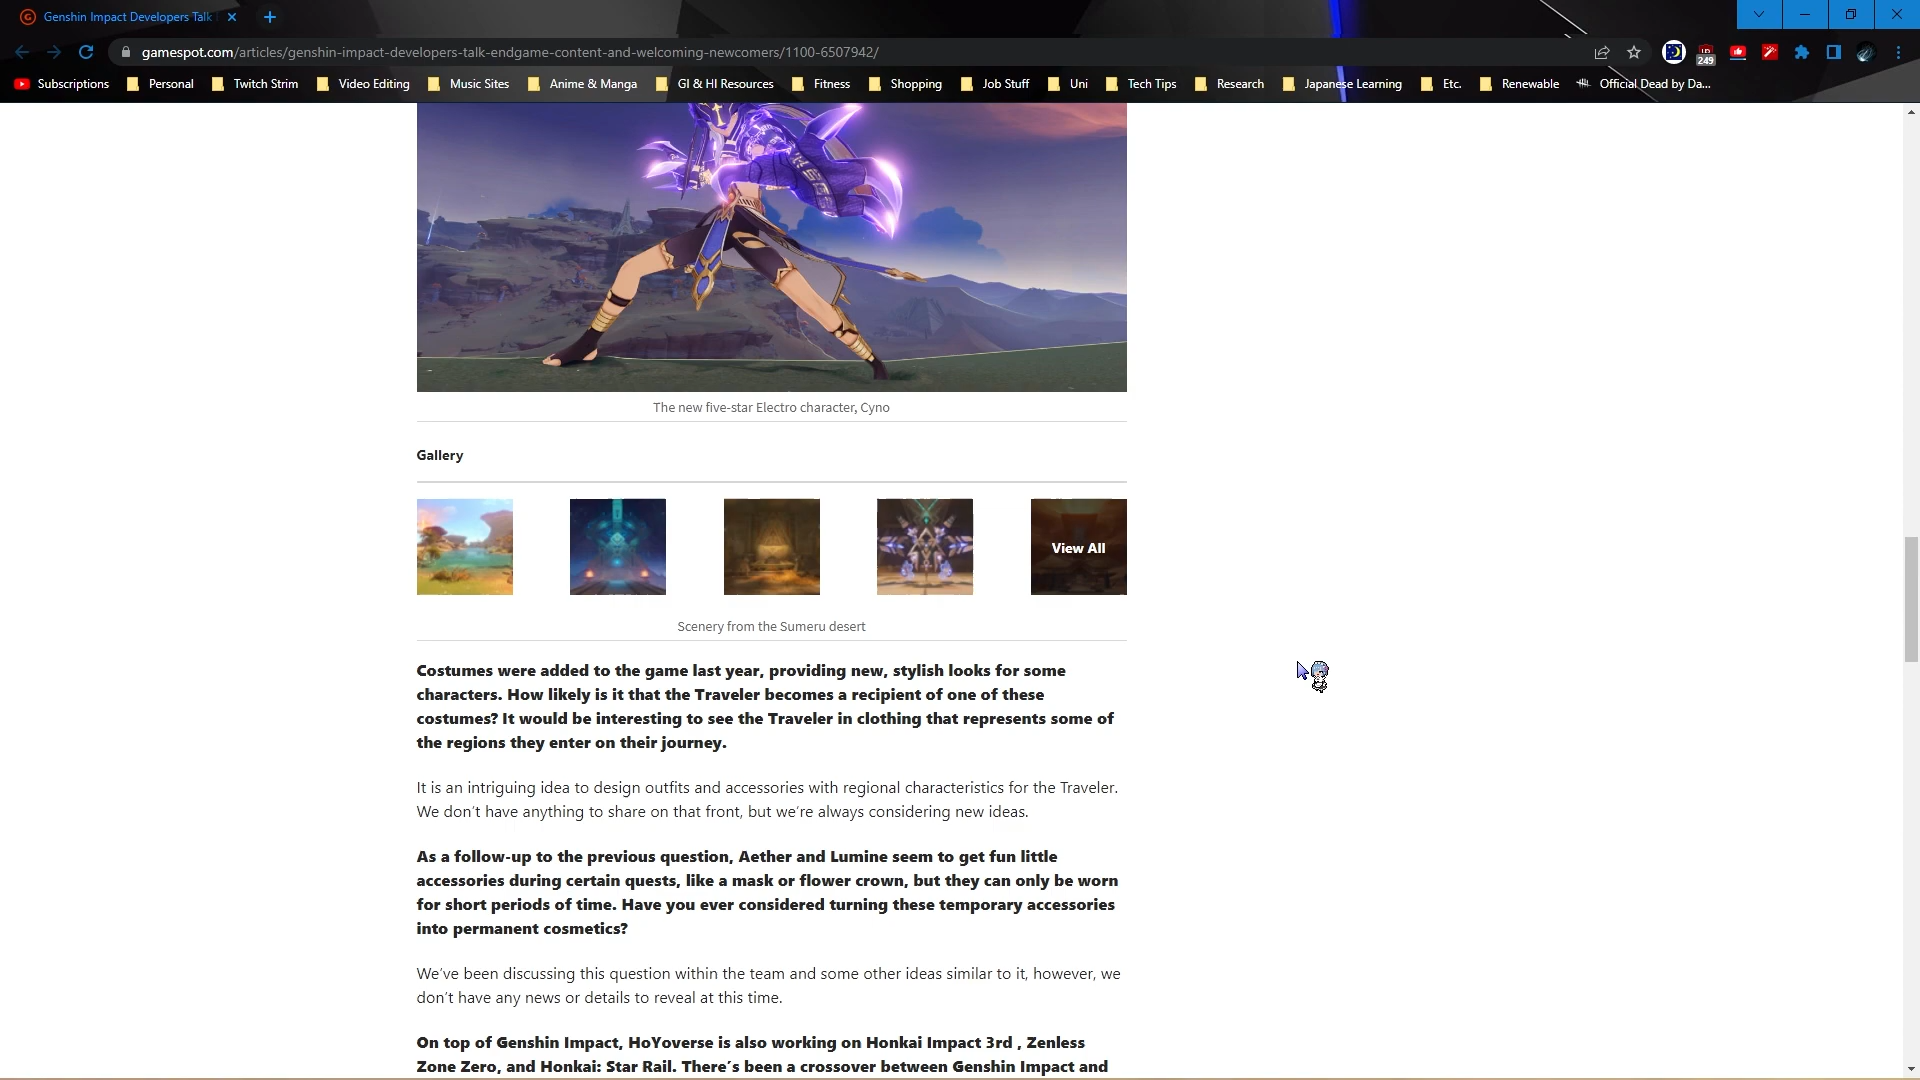 Genshin Impact Developers Talk
gamespot.com/articles/genshin-impact-developers-talk-endgame-content-and-welcoming-newcomers/1100-6507942/
249
Subscriptions Personal Twitch Strim Video Editing Music Sites Anime & Manga GI & HI Resources Fitness Shopping Job Stuff Uni Tech Tips Research Japanese Learning Etc. Renewable Official Dead by Da...
The new five-star Electro character, Cyno
Gallery
View All
Scenery from the Sumeru desert
Costumes were added to the game last year, providing new, stylish looks for some
characters. How likely is it that the Traveler becomes a recipient of one of these
costumes? It would be interesting to see the Traveler in clothing that represents some of
the regions they enter on their journey.
It is an intriguing idea to design outfits and accessories with regional characteristics for the Traveler.
We don't have anything to share on that front, but we're always considering new ideas.
As a follow-up to the previous question, Aether and Lumine seem to get fun little
accessories during certain quests, like a mask or flower crown, but they can only be worn
for short periods of time. Have you ever considered turning these temporary accessories
into permanent cosmetics?
We've been discussing this question within the team and some other ideas similar to it, however, we
don't have any news or details to reveal at this time.
On top of Genshin Impact, HoYoverse is also working on Honkai Impact 3rd , Zenless
Zone Zero, and Honkai: Star Rail. There's been a crossover between Genshin Impact and